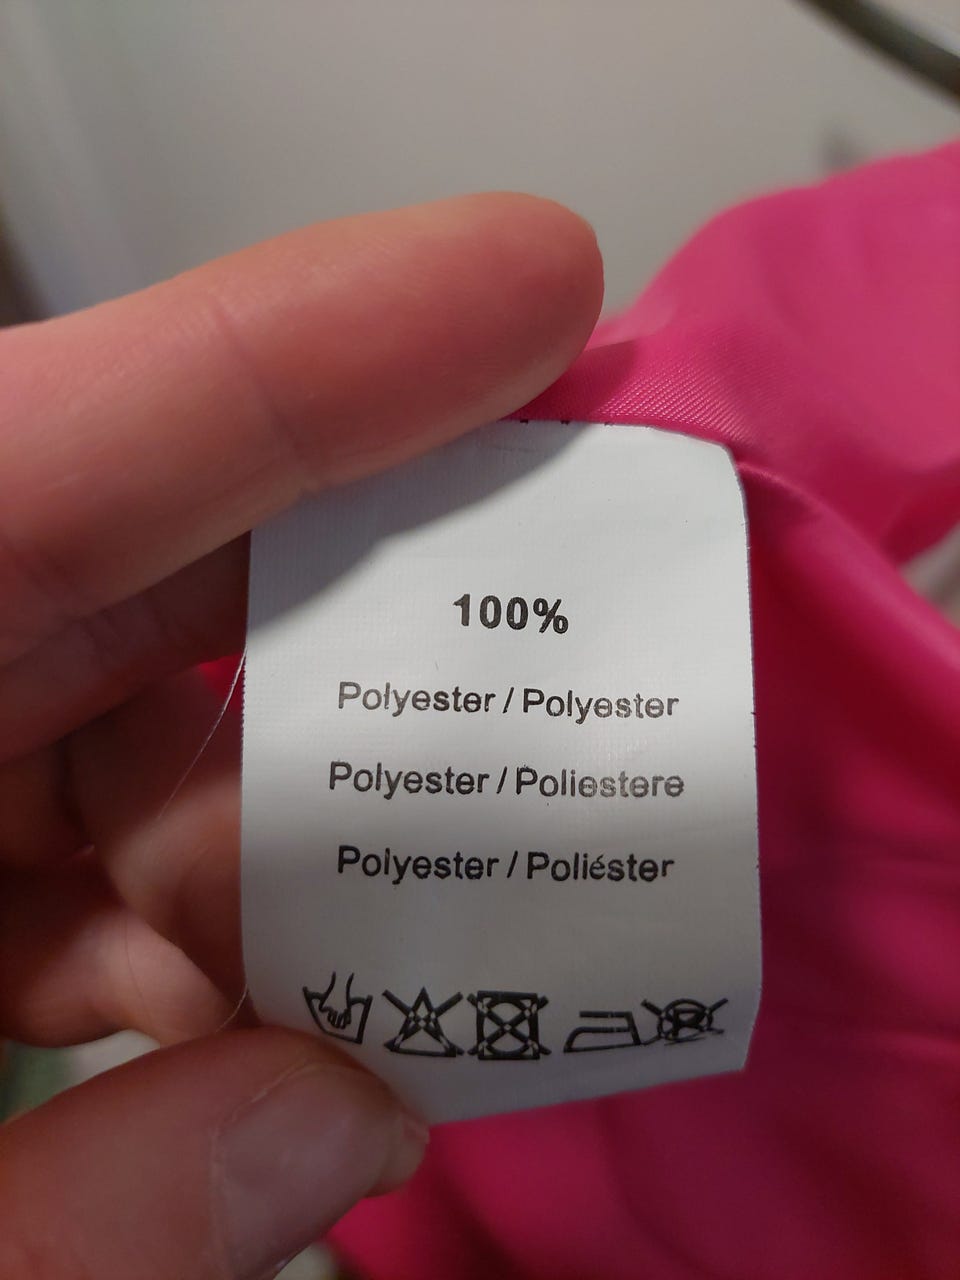 100%
Polyester / Polyester
Polyester / Poliestere
Polyester / Poliéster